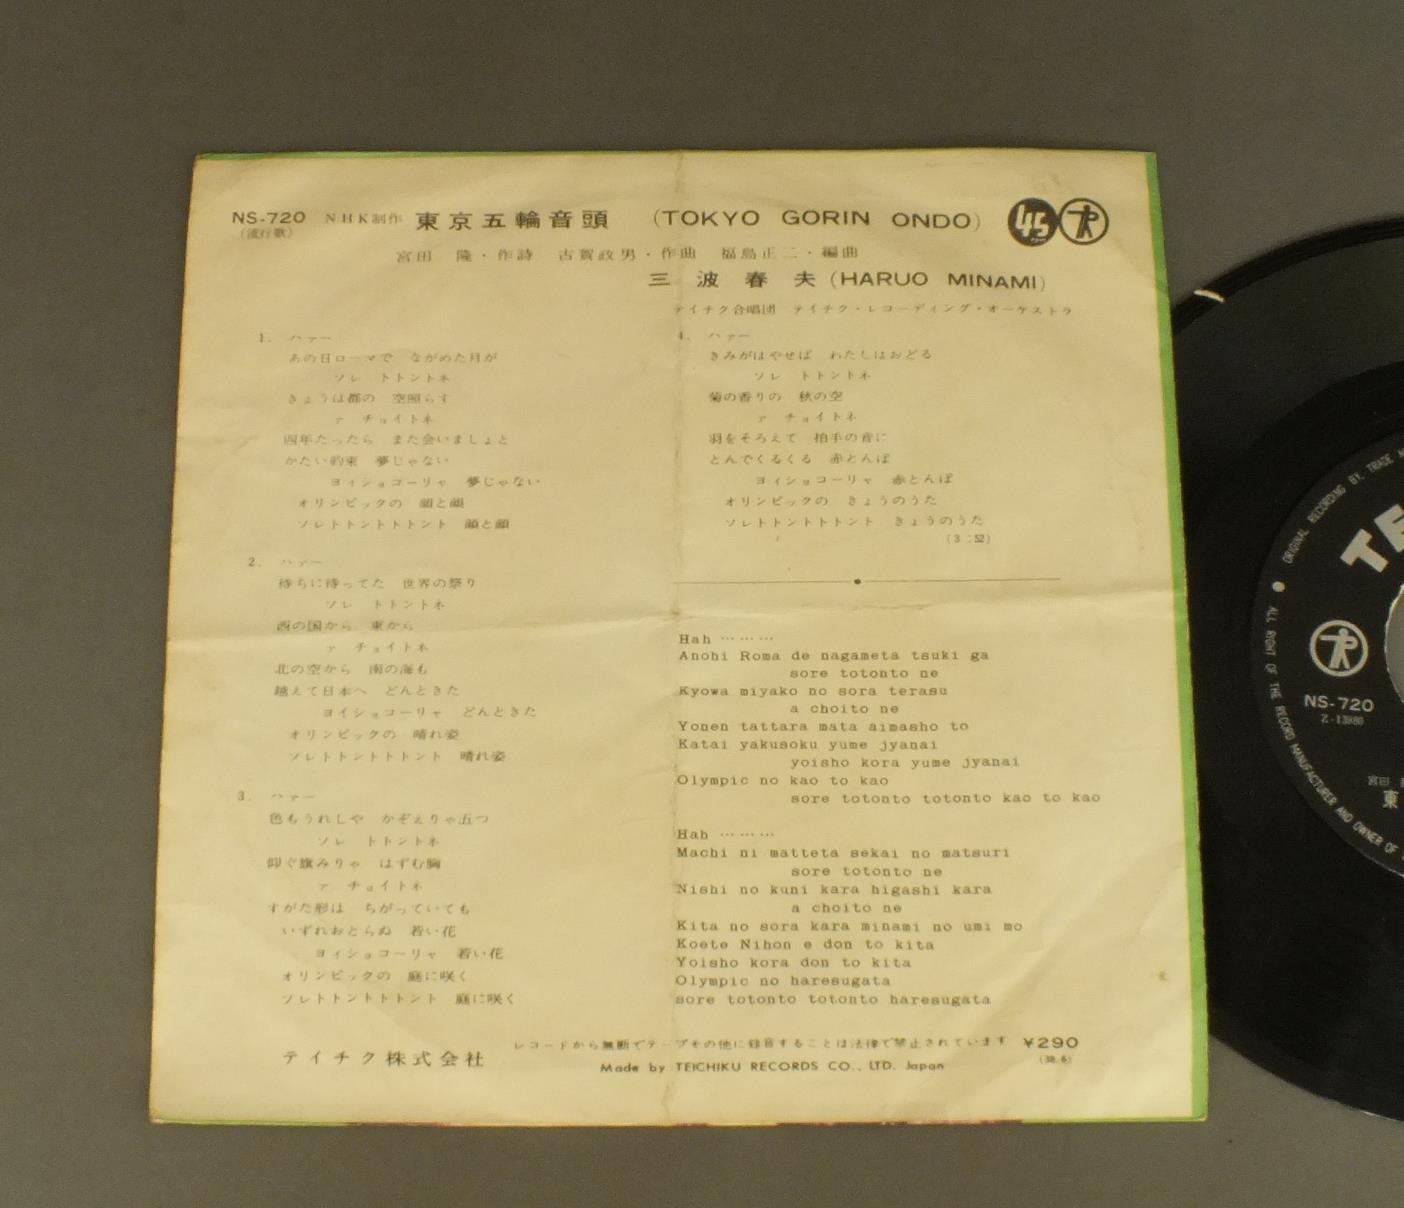 NS-720 NHK制作 東京五輪音頭 (TOKYO GORIN ONDO) 45
(流行歌)
宮田 隆・作詩 古賀政男・作曲 福島正二・編曲
三波春夫 (HARUO MINAMI)
テイチク合唱団 テイチク・レコーディング・オーケストラ
1. ハァー
あの日ローマで ながめた月が
ソレ トトントネ
きょうは都の 空照らす
ァ チョイトネ
四年たったら また会いましょと
かたい約束 夢じゃない
ヨイショコーリャ 夢じゃない
オリンピックの 顔と顔
ソレトトントトトント 顔と顔
2. ハァー
待ちに待ってた 世界の祭り
ソレ トトントネ
西の国から 東から
ァ チョイトネ
北の空から 南の海も
越えて日本へ どんときた
ヨイショコーリャ どんときた
オリンピックの 晴れ姿
ソレトトントトトント 晴れ姿
3. ハァー
色もうれしや かぞえりゃ五つ
ソレ トトントネ
仰ぐ旗みりゃ はずむ胸
ァ チョイトネ
すがた形は ちがっていても
いずれおとらぬ 若い花
ヨイショコーリャ 若い花
オリンピックの 庭に咲く
ソレトトントトトント 庭に咲く
4. ハァー
きみがはやせば わたしはおどる
ソレ トトントネ
菊の香りの 秋の空
ァ チョイトネ
羽をそろえて 拍手の音に
とんでくるくる 赤とんぼ
ヨイショコーリャ 赤とんぼ
オリンピックの きょうのうた
ソレトトントトトント きょうのうた
(3:52)
Hah ………
Anohi Roma de nagameta tsuki ga
sore totonto ne
Kyowa miyako no sora terasu
a choito ne
Yonen tattara mata aimasho to
Katai yakusoku yume jyanai
yoisho kora yume jyanai
Olympic no kao to kao
sore totonto totonto kao to kao
Hah ………
Machi ni matteta sekai no matsuri
sore totonto ne
Nishi no kuni kara higashi kara
a choito ne
Kita no sora kara minami no umi mo
Koete Nihon e don to kita
Yoisho kora don to kita
Olympic no haresugata
sore totonto totonto haresugata
テイチク株式会社 レコードから無断でテープその他に録音することは法律で禁止されています ¥290
Made by TEICHIKU RECORDS CO., LTD. Japan (38.6)
ORIGINAL RECORDING BY, TRADE
TE
ALL RIGHT OF THE RECORD MANUFACTURER AND OWNER OF
NS-720
Z-13980
宮田
東